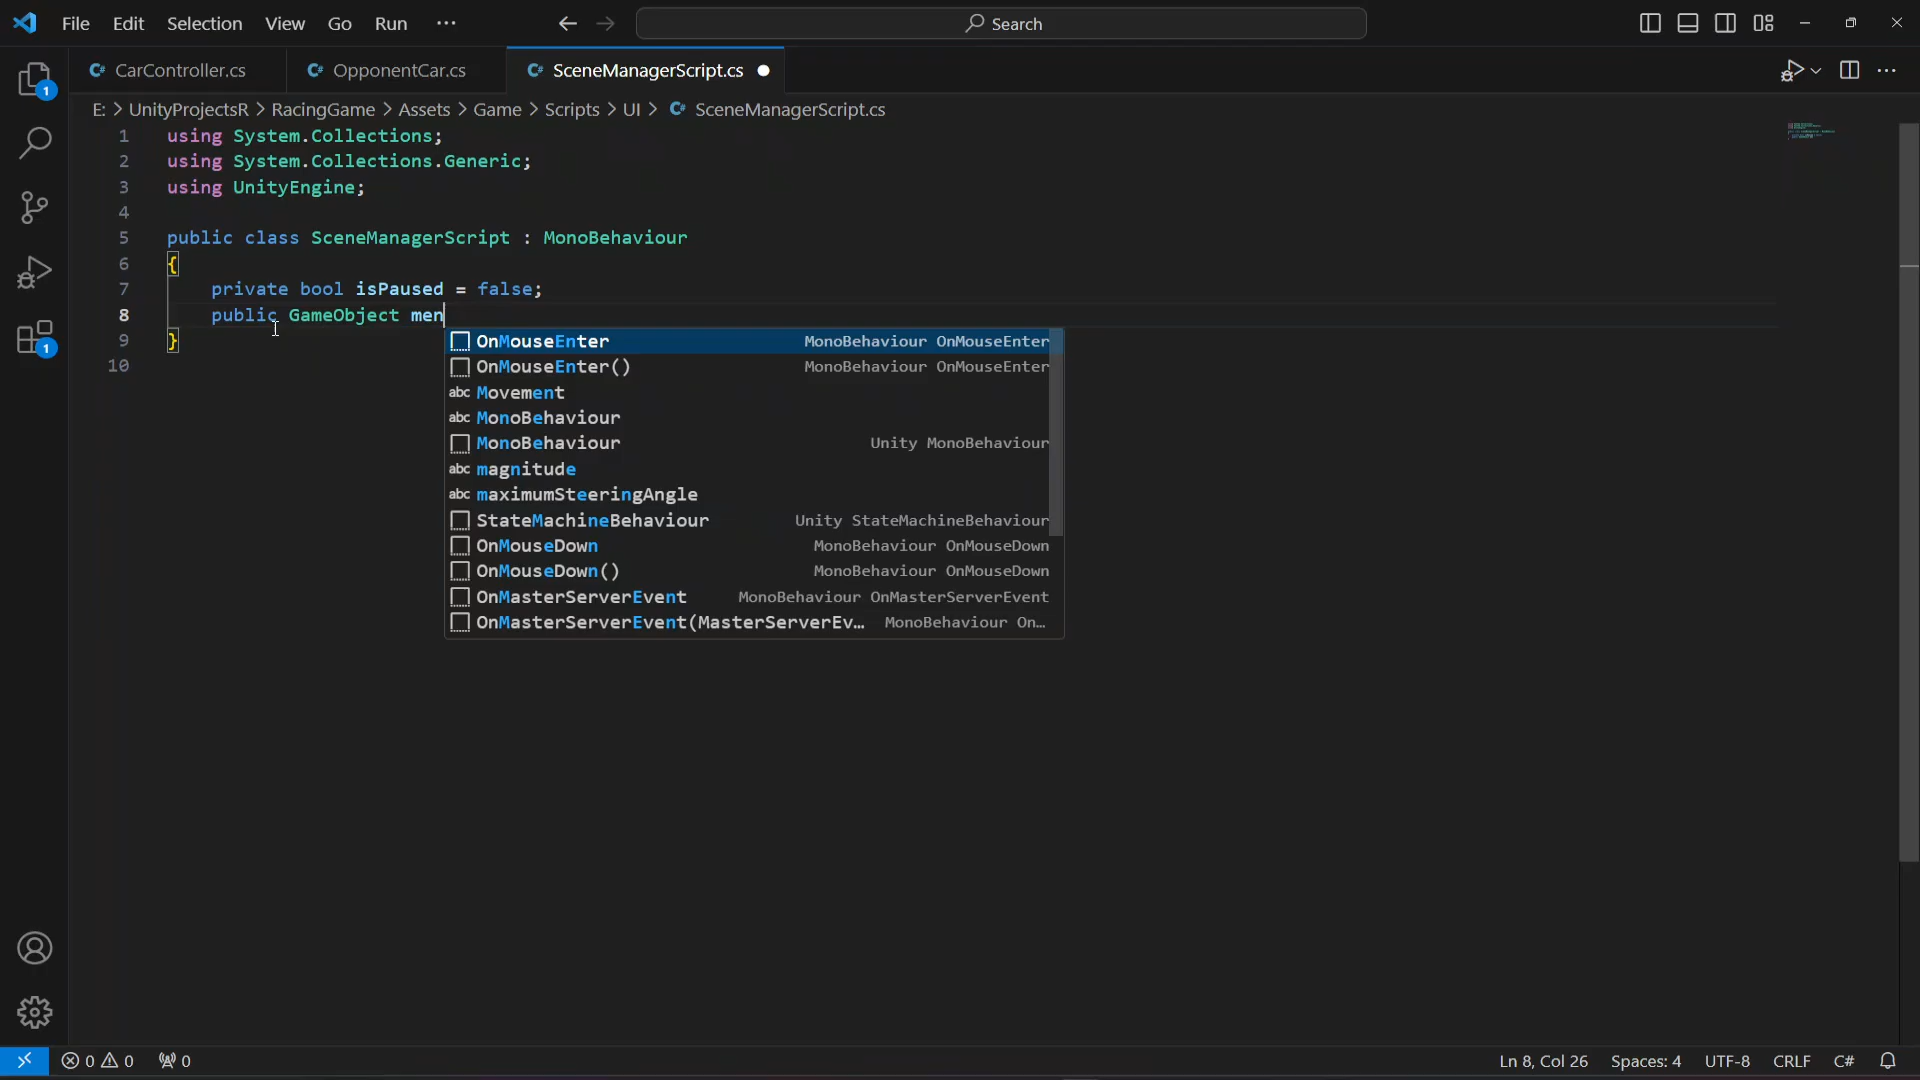 File Edit Selection View Go Run ··· Search
CarController.cs OpponentCar.cs SceneManagerScript.cs
E: > UnityProjectsR > RacingGame > Assets > Game > Scripts > UI > SceneManagerScript.cs
1 using System.Collections;
2 using System.Collections.Generic;
3 using UnityEngine;
4
5 public class SceneManagerScript : MonoBehaviour
6 {
7 private bool isPaused = false;
8 public GameObject men
9 }
10
OnMouseEnter MonoBehaviour OnMouseEnter
OnMouseEnter() MonoBehaviour OnMouseEnter
abc Movement
abc MonoBehaviour
MonoBehaviour Unity MonoBehaviour
abc magnitude
abc maximumSteeringAngle
StateMachineBehaviour Unity StateMachineBehaviour
OnMouseDown MonoBehaviour OnMouseDown
OnMouseDown() MonoBehaviour OnMouseDown
OnMasterServerEvent MonoBehaviour OnMasterServerEvent
OnMasterServerEvent(MasterServerEv… MonoBehaviour On…
1
1
0 0 0 Ln 8, Col 26 Spaces: 4 UTF-8 CRLF C#